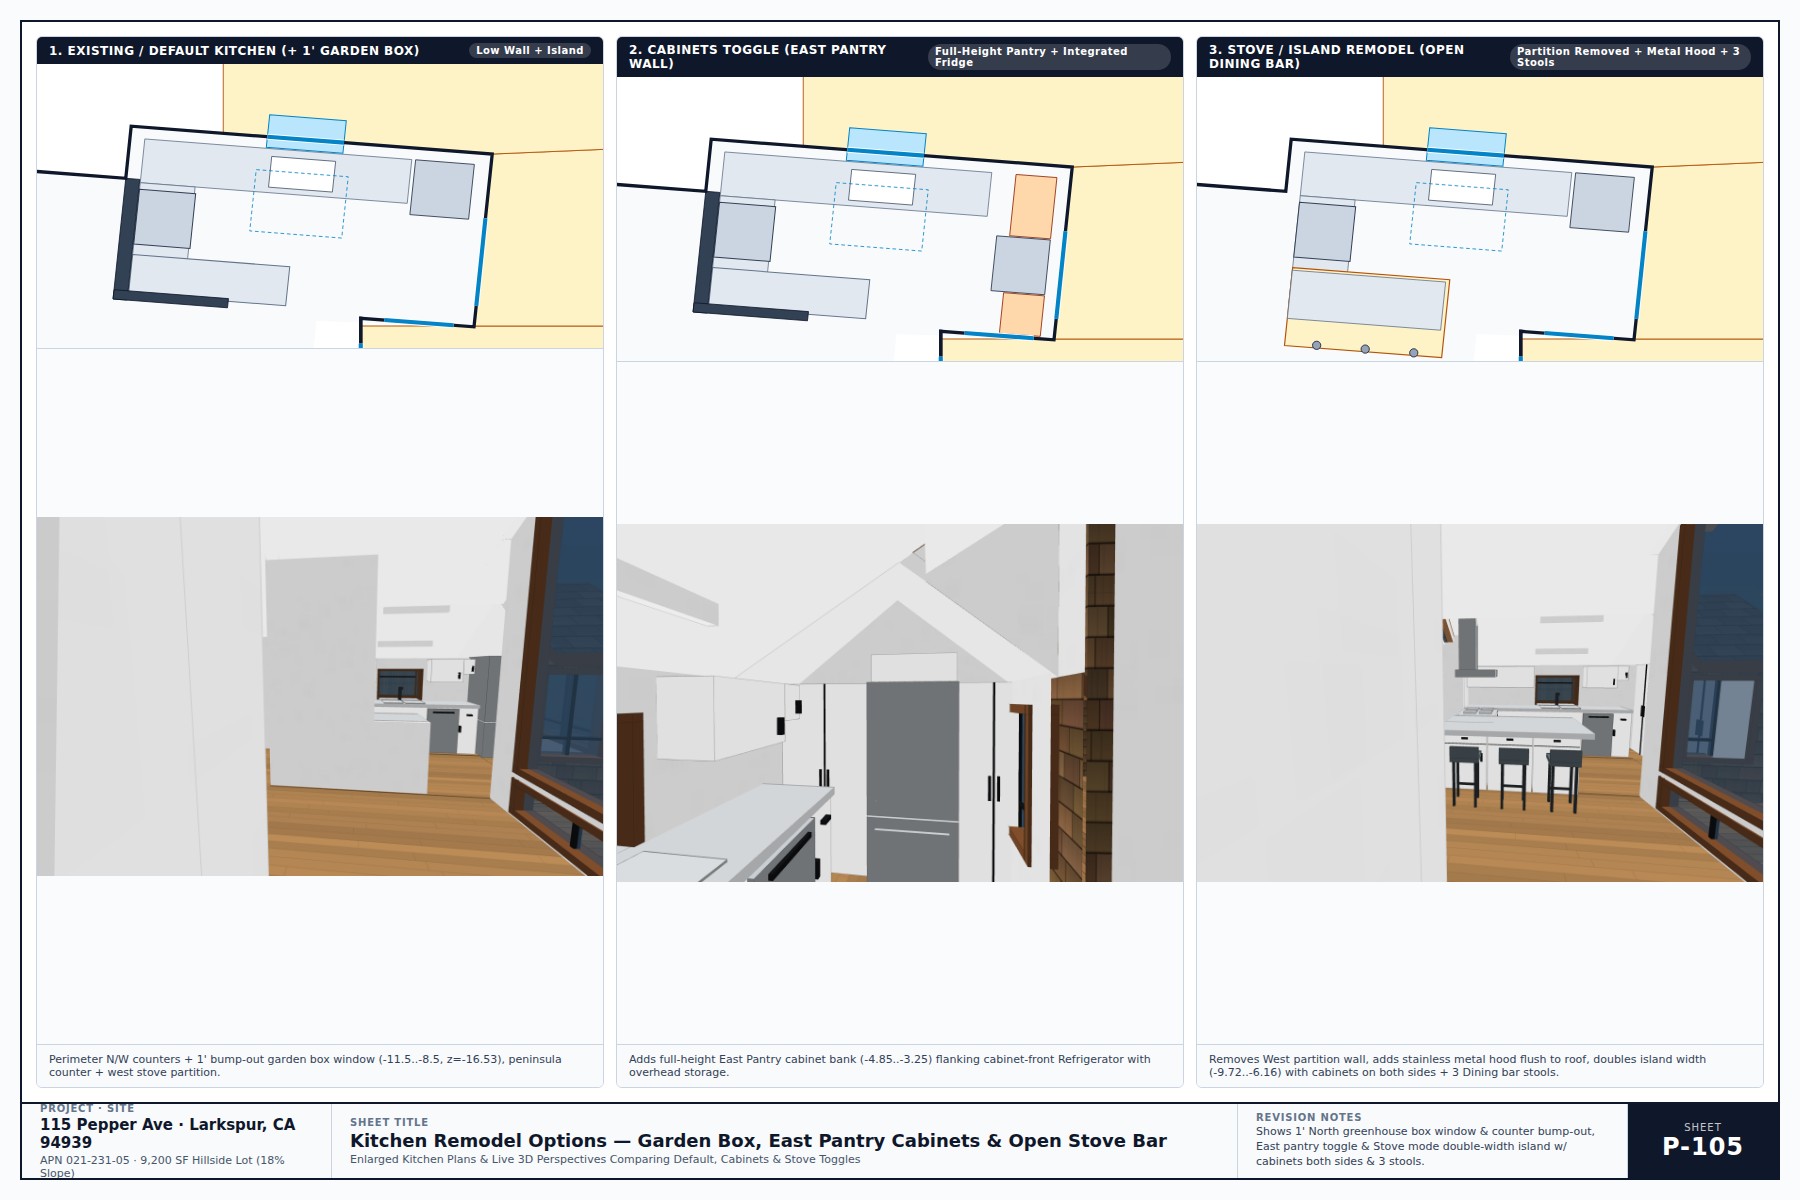 1. EXISTING / DEFAULT KITCHEN (+ 1' GARDEN BOX)
Low Wall + Island
2. CABINETS TOGGLE (EAST PANTRY
WALL)
Full-Height Pantry + Integrated
Fridge
3. STOVE / ISLAND REMODEL (OPEN
DINING BAR)
Partition Removed + Metal Hood + 3
Stools
Perimeter N/W counters + 1' bump-out garden box window (-11.5..-8.5, z=-16.53), peninsula
counter + west stove partition.
Adds full-height East Pantry cabinet bank (-4.85..-3.25) flanking cabinet-front Refrigerator with
overhead storage.
Removes West partition wall, adds stainless metal hood flush to roof, doubles island width
(-9.72..-6.16) with cabinets on both sides + 3 Dining bar stools.
PROJECT · SITE
115 Pepper Ave · Larkspur, CA
94939
APN 021-231-05 · 9,200 SF Hillside Lot (18%
Slope)
SHEET TITLE
Kitchen Remodel Options — Garden Box, East Pantry Cabinets & Open Stove Bar
Enlarged Kitchen Plans & Live 3D Perspectives Comparing Default, Cabinets & Stove Toggles
REVISION NOTES
Shows 1' North greenhouse box window & counter bump-out,
East pantry toggle & Stove mode double-width island w/
cabinets both sides & 3 stools.
SHEET
P-105